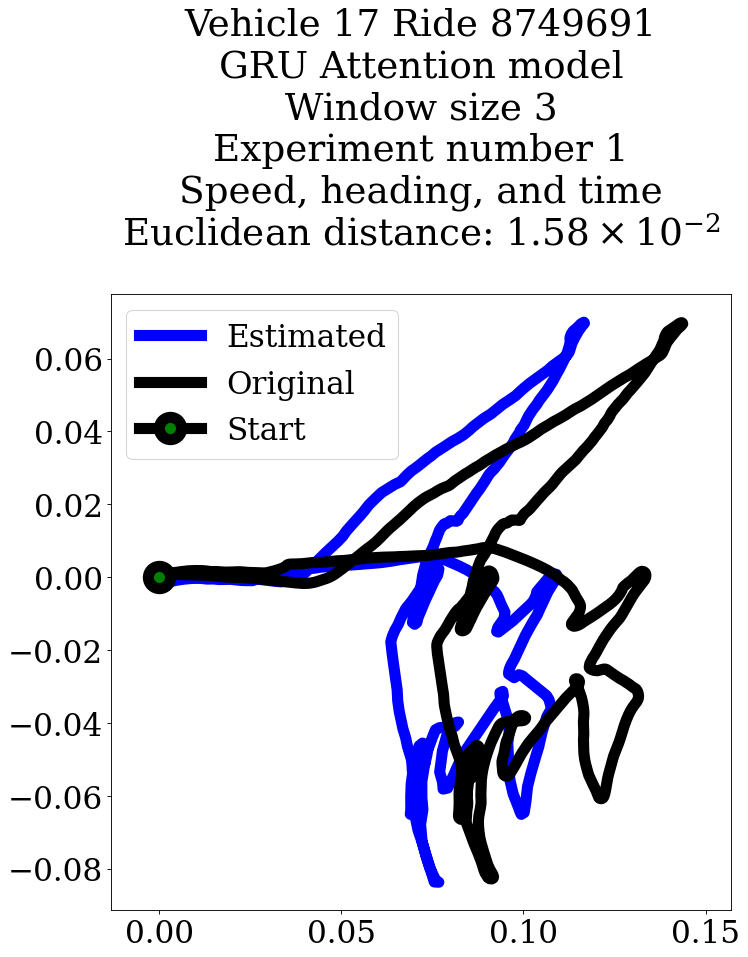 Vehicle 17 Ride 8749691
GRU Attention model
Window size 3
Experiment number 1
Speed, heading, and time
Euclidean distance: 1.58 × 10⁻²
Estimated
Original
Start
0.06
0.04
0.02
0.00
−0.02
−0.04
−0.06
−0.08
0.00 0.05 0.10 0.15